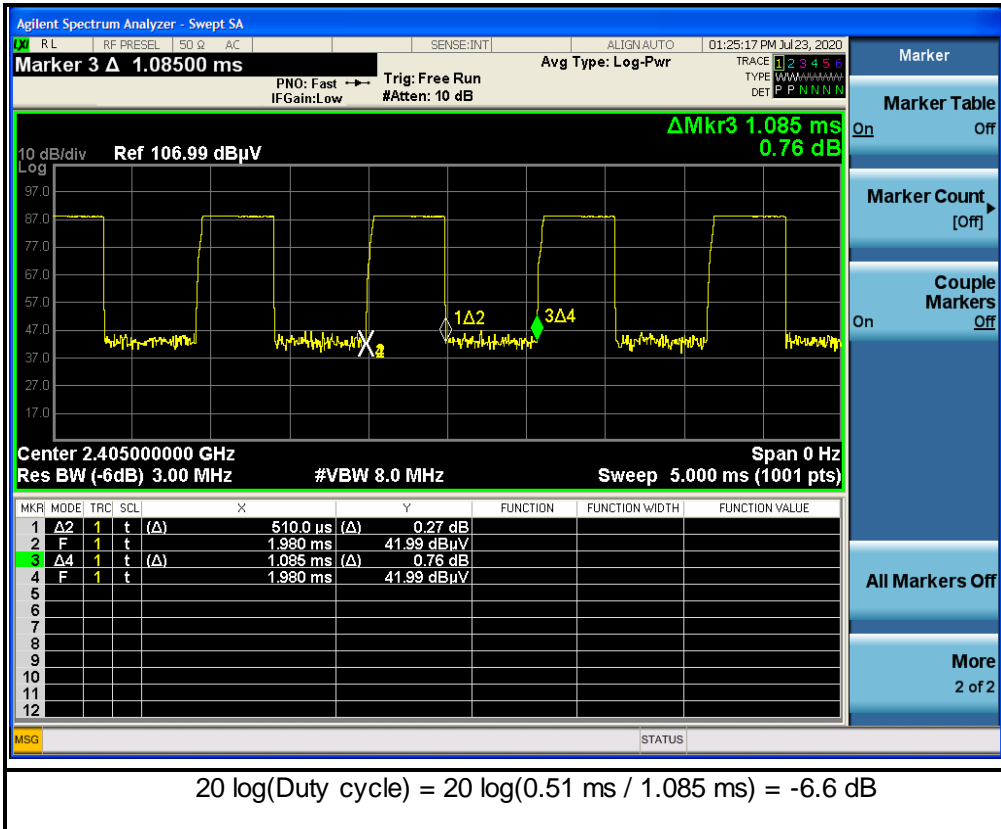 Agilent Spectrum Analyzer - Swept SA
LXI RL RF PRESEL 50 Ω AC SENSE:INT ALIGN AUTO 01:25:17 PM Jul 23, 2020
Marker 3 Δ 1.08500 ms
PNO: Fast
IFGain:Low
Trig: Free Run
#Atten: 10 dB
Avg Type: Log-Pwr
TRACE 1 2 3 4 5 6
TYPE WWWWWW
DET P P N N N N
ΔMkr3 1.085 ms
0.76 dB
10 dB/div Ref 106.99 dBµV
Log
97.0
87.0
77.0
67.0
57.0
47.0
37.0
27.0
17.0
1Δ2
3Δ4
Center 2.405000000 GHz Span 0 Hz
Res BW (-6dB) 3.00 MHz #VBW 8.0 MHz Sweep 5.000 ms (1001 pts)
MKR MODE TRC SCL X Y FUNCTION FUNCTION WIDTH FUNCTION VALUE
1 Δ2 1 t (Δ) 510.0 µs (Δ) 0.27 dB
2 F 1 t 1.980 ms 41.99 dBµV
3 Δ4 1 t (Δ) 1.085 ms (Δ) 0.76 dB
4 F 1 t 1.980 ms 41.99 dBµV
5
6
7
8
9
10
11
12
MSG STATUS
Marker
Marker Table
On Off
Marker Count
[Off]
Couple
Markers
On Off
All Markers Off
More
2 of 2
20 log(Duty cycle) = 20 log(0.51 ms / 1.085 ms) = -6.6 dB